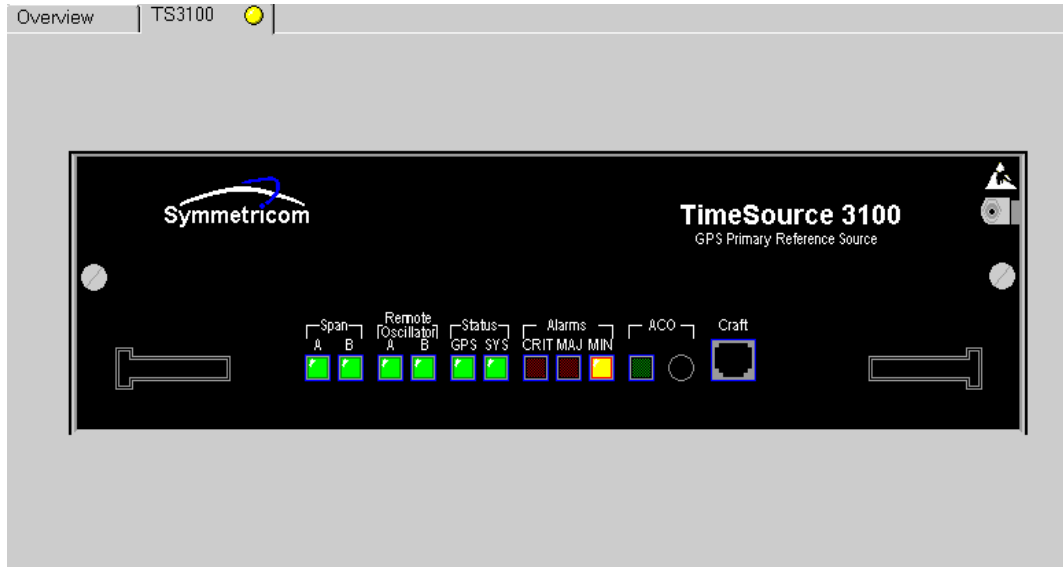 Overview TS3100
Symmetricom
TimeSource 3100
GPS Primary Reference Source
Span Remote Oscillator Status Alarms ACO Craft
A B A B GPS SYS CRIT MAJ MIN